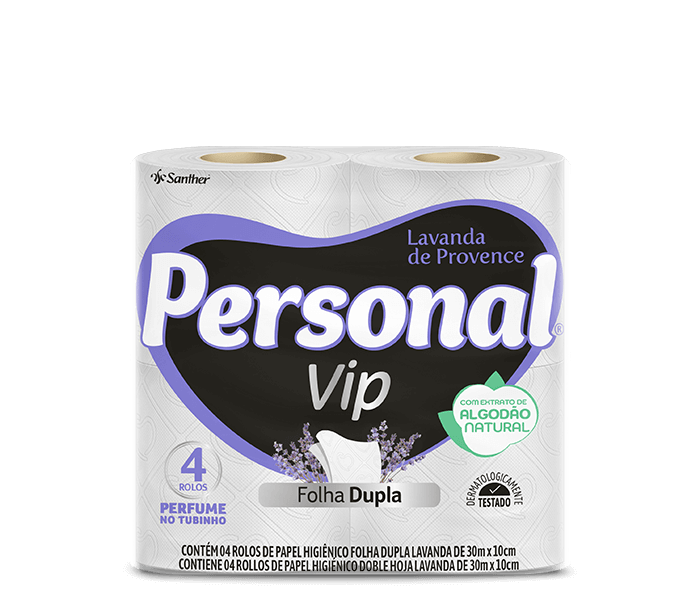 Santher
Lavanda
de Provence
Personal®
Vip
COM EXTRATO DE
ALGODÃO
NATURAL
4
ROLOS
PERFUME
NO TUBINHO
Folha Dupla
DERMATOLOGICAMENTE
TESTADO
CONTÉM 04 ROLOS DE PAPEL HIGIÊNICO FOLHA DUPLA LAVANDA DE 30m x 10cm
CONTIENE 04 ROLLOS DE PAPEL HIGIÉNICO DOBLE HOJA LAVANDA DE 30m x 10cm